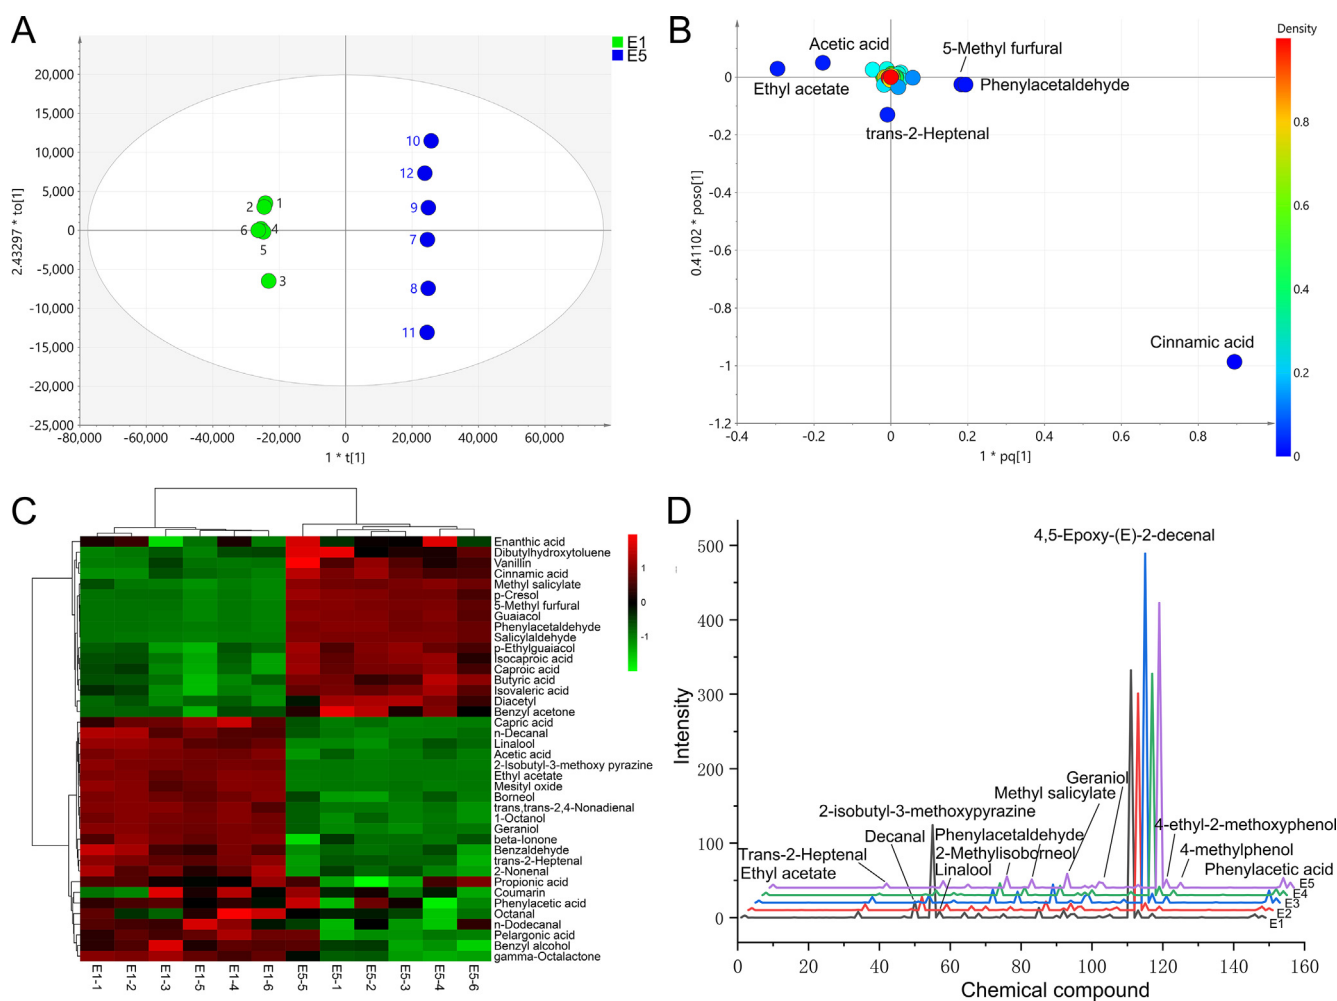 A
E1
E5
20,000
15,000
10,000
5,000
0
-5,000
-10,000
-15,000
-20,000
-25,000
2.43297 * to[1]
10
12
9
7
8
11
2
1
6
4
5
3
-80,000
-60,000
-40,000
-20,000
0
20,000
40,000
60,000
1 * t[1]
B
0
-0.2
-0.4
-0.6
-0.8
-1
-1.2
0.41102 * poso[1]
Acetic acid
5-Methyl furfural
Ethyl acetate
Phenylacetaldehyde
trans-2-Heptenal
Cinnamic acid
-0.4
-0.2
0
0.2
0.4
0.6
0.8
1 * pq[1]
Density
0.8
0.6
0.4
0.2
0
C
Enanthic acid
Dibutylhydroxytoluene
Vanillin
Cinnamic acid
Methyl salicylate
p-Cresol
5-Methyl furfural
Guaiacol
Phenylacetaldehyde
Salicylaldehyde
p-Ethylguaiacol
Isocaproic acid
Caproic acid
Butyric acid
Isovaleric acid
Diacetyl
Benzyl acetone
Capric acid
n-Decanal
Linalool
Acetic acid
2-Isobutyl-3-methoxy pyrazine
Ethyl acetate
Mesityl oxide
Borneol
trans,trans-2,4-Nonadienal
1-Octanol
Geraniol
beta-Ionone
Benzaldehyde
trans-2-Heptenal
2-Nonenal
Propionic acid
Coumarin
Phenylacetic acid
Octanal
n-Dodecanal
Pelargonic acid
Benzyl alcohol
gamma-Octalactone
1
0
-1
E1-1
E1-2
E1-3
E1-5
E1-4
E1-6
E5-5
E5-1
E5-2
E5-3
E5-4
E5-6
D
500
400
300
200
100
0
Intensity
4,5-Epoxy-(E)-2-decenal
Geraniol
Methyl salicylate
2-isobutyl-3-methoxypyrazine
Decanal
Phenylacetaldehyde
4-ethyl-2-methoxyphenol
Trans-2-Heptenal
2-Methylisoborneol
4-methylphenol
Ethyl acetate
Linalool
Phenylacetic acid
E5
E4
E3
E2
E1
0
20
40
60
80
100
120
140
160
Chemical compound